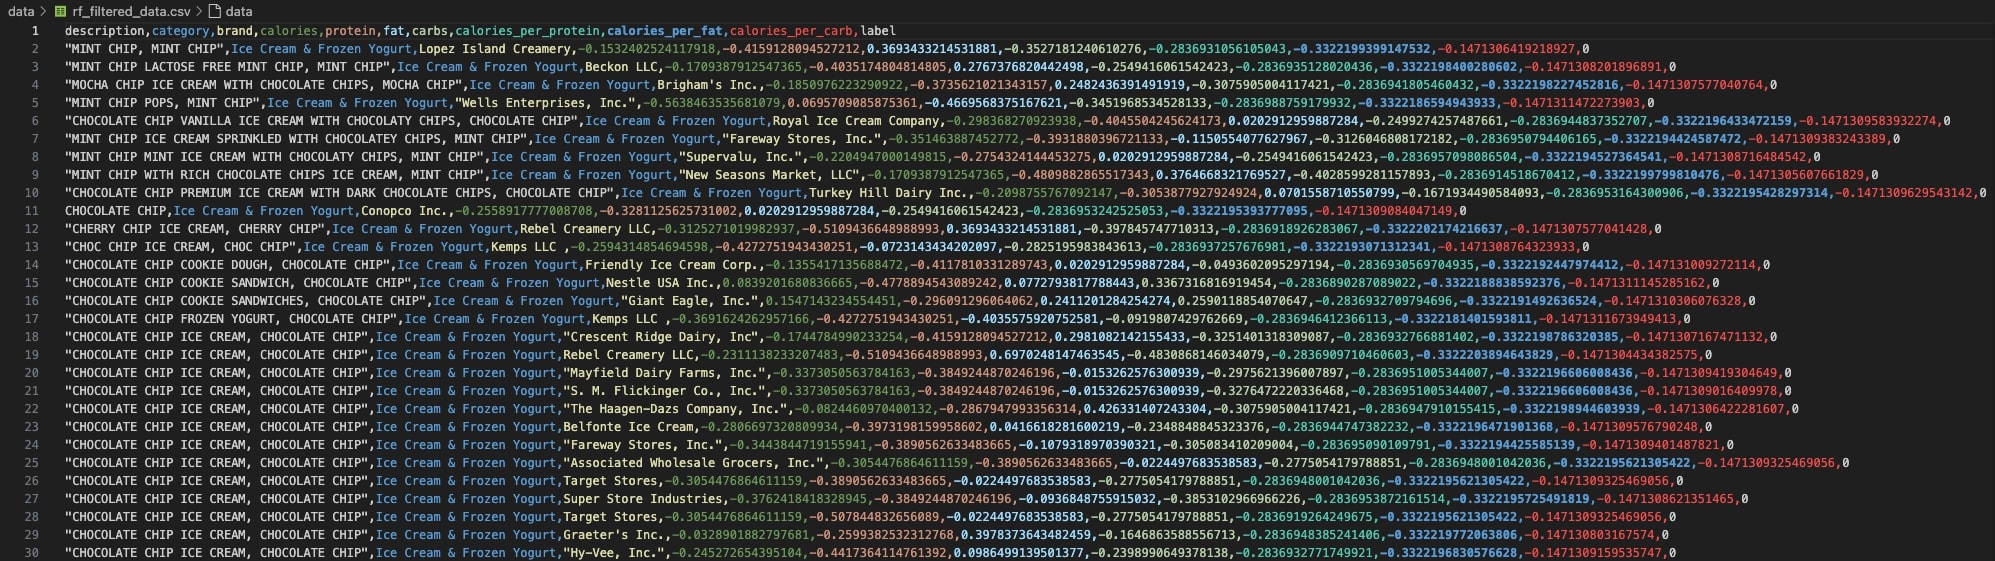 data > rf_filtered_data.csv > data
1 description,category,brand,calories,protein,fat,carbs,calories_per_protein,calories_per_fat,calories_per_carb,label
2 "MINT CHIP, MINT CHIP",Ice Cream & Frozen Yogurt,Lopez Island Creamery,-0.1532402524117918,-0.4159128094527212,0.3693433214531881,-0.3527181240610276,-0.2836931056105043,-0.3322199399147532,-0.1471306419218927,0
3 "MINT CHIP LACTOSE FREE MINT CHIP, MINT CHIP",Ice Cream & Frozen Yogurt,Beckon LLC,-0.1709387912547365,-0.4035174804814805,0.2767376820442498,-0.2549416061542423,-0.2836935128020436,-0.3322198400280602,-0.1471308201896891,0
4 "MOCHA CHIP ICE CREAM WITH CHOCOLATE CHIPS, MOCHA CHIP",Ice Cream & Frozen Yogurt,Brigham's Inc.,-0.1850976223290922,-0.3735621021343157,0.2482436391491919,-0.3075905004117421,-0.2836941805460432,-0.3322198227452816,-0.1471307577040764,0
5 "MINT CHIP POPS, MINT CHIP",Ice Cream & Frozen Yogurt,"Wells Enterprises, Inc.",-0.5638463535681079,0.0695709085875361,-0.4669568375167621,-0.3451968534528133,-0.2836988759179932,-0.3322186594943933,-0.1471311472273903,0
6 "CHOCOLATE CHIP VANILLA ICE CREAM WITH CHOCOLATY CHIPS, CHOCOLATE CHIP",Ice Cream & Frozen Yogurt,Royal Ice Cream Company,-0.298368270923938,-0.4045504245624173,0.0202912959887284,-0.2499274257487661,-0.2836944837352707,-0.3322196433472159,-0.1471309583932274,0
7 "MINT CHIP ICE CREAM SPRINKLED WITH CHOCOLATEY CHIPS, MINT CHIP",Ice Cream & Frozen Yogurt,"Fareway Stores, Inc.",-0.351463887452772,-0.3931880396721133,-0.1150554077627967,-0.3126046808172182,-0.2836950794406165,-0.3322194424587472,-0.147109383243389,0
8 "MINT CHIP MINT ICE CREAM WITH CHOCOLATY CHIPS, MINT CHIP",Ice Cream & Frozen Yogurt,"Supervalu, Inc.",-0.2204947000149815,-0.2754324144453275,0.0202912959887284,-0.2549416061542423,-0.2836957098086504,-0.3322194527364541,-0.1471308716484542,0
9 "MINT CHIP WITH RICH CHOCOLATE CHIPS ICE CREAM, MINT CHIP",Ice Cream & Frozen Yogurt,"New Seasons Market, LLC",-0.1709387912547365,-0.4809882865517343,0.3764668321769527,-0.4028599281157893,-0.2836914518670412,-0.3322199799810476,-0.1471305607661829,0
10 "CHOCOLATE CHIP PREMIUM ICE CREAM WITH DARK CHOCOLATE CHIPS, CHOCOLATE CHIP",Ice Cream & Frozen Yogurt,Turkey Hill Dairy Inc.,-0.2098755767092147,-0.3053877927924924,0.0701558710550799,-0.1671934490584093,-0.2836953164300906,-0.3322195428297314,-0.1471309629543142,0
11 CHOCOLATE CHIP,Ice Cream & Frozen Yogurt,Conopco Inc.,-0.2558917777008708,-0.3281125625731002,0.0202912959887284,-0.2549416061542423,-0.2836953242525053,-0.3322195393777095,-0.1471309084047149,0
12 "CHERRY CHIP ICE CREAM, CHERRY CHIP",Ice Cream & Frozen Yogurt,Rebel Creamery LLC,-0.3125271019982937,-0.5109436648988993,0.3693433214531881,-0.397845747710313,-0.2836918926283067,-0.3322202174216637,-0.1471307577041428,0
13 "CHOC CHIP ICE CREAM, CHOC CHIP",Ice Cream & Frozen Yogurt,Kemps LLC ,-0.2594314854694598,-0.4272751943430251,-0.0723143434202097,-0.2825195983843613,-0.2836937257676981,-0.3322193071312341,-0.1471308764323933,0
14 "CHOCOLATE CHIP COOKIE DOUGH, CHOCOLATE CHIP",Ice Cream & Frozen Yogurt,Friendly Ice Cream Corp.,-0.1355417135688472,-0.4117810331289743,0.0202912959887284,-0.0493602095297194,-0.2836930569704935,-0.3322192447974412,-0.147131009272114,0
15 "CHOCOLATE CHIP COOKIE SANDWICH, CHOCOLATE CHIP",Ice Cream & Frozen Yogurt,Nestle USA Inc.,0.0839201680836665,-0.4778894543089242,0.0772793817788443,0.3367316816919454,-0.2836890287089022,-0.3322188838592376,-0.1471311145285162,0
16 "CHOCOLATE CHIP COOKIE SANDWICHES, CHOCOLATE CHIP",Ice Cream & Frozen Yogurt,"Giant Eagle, Inc.",0.1547143234554451,-0.296091296064062,0.2411201284254274,0.2590118854070647,-0.2836932709794696,-0.3322191492636524,-0.1471310306076328,0
17 "CHOCOLATE CHIP FROZEN YOGURT, CHOCOLATE CHIP",Ice Cream & Frozen Yogurt,Kemps LLC ,-0.3691624262957166,-0.4272751943430251,-0.4035575920752581,-0.0919807429762669,-0.2836946412366113,-0.3322181401593811,-0.1471311673949413,0
18 "CHOCOLATE CHIP ICE CREAM, CHOCOLATE CHIP",Ice Cream & Frozen Yogurt,"Crescent Ridge Dairy, Inc",-0.1744784990233254,-0.4159128094527212,0.2981082142155433,-0.3251401318309087,-0.2836932766881402,-0.3322198786320385,-0.1471307167471132,0
19 "CHOCOLATE CHIP ICE CREAM, CHOCOLATE CHIP",Ice Cream & Frozen Yogurt,Rebel Creamery LLC,-0.2311138233207483,-0.5109436648988993,0.6970248147463545,-0.4830868146034079,-0.2836909710460603,-0.3322203894643829,-0.1471304434382575,0
20 "CHOCOLATE CHIP ICE CREAM, CHOCOLATE CHIP",Ice Cream & Frozen Yogurt,"Mayfield Dairy Farms, Inc.",-0.3373050563784163,-0.3849244870246196,-0.0153262576300939,-0.2975621396007897,-0.2836951005344007,-0.3322196606008436,-0.1471309419304649,0
21 "CHOCOLATE CHIP ICE CREAM, CHOCOLATE CHIP",Ice Cream & Frozen Yogurt,"S. M. Flickinger Co., Inc.",-0.3373050563784163,-0.3849244870246196,-0.0153262576300939,-0.3276472220336468,-0.2836951005344007,-0.3322196606008436,-0.1471309016409978,0
22 "CHOCOLATE CHIP ICE CREAM, CHOCOLATE CHIP",Ice Cream & Frozen Yogurt,"The Haagen-Dazs Company, Inc.",-0.0824460970400132,-0.2867947993356314,0.426331407243304,-0.3075905004117421,-0.2836947910155415,-0.3322198944603939,-0.1471306422281607,0
23 "CHOCOLATE CHIP ICE CREAM, CHOCOLATE CHIP",Ice Cream & Frozen Yogurt,Belfonte Ice Cream,-0.2806697320809934,-0.3973198159958602,0.0416618281600219,-0.2348848845323376,-0.2836944747382232,-0.3322196471901368,-0.1471309576790248,0
24 "CHOCOLATE CHIP ICE CREAM, CHOCOLATE CHIP",Ice Cream & Frozen Yogurt,"Fareway Stores, Inc.",-0.3443844719155941,-0.3890562633483665,-0.1079318970390321,-0.305083410209004,-0.283695090109791,-0.3322194425585139,-0.1471309401487821,0
25 "CHOCOLATE CHIP ICE CREAM, CHOCOLATE CHIP",Ice Cream & Frozen Yogurt,"Associated Wholesale Grocers, Inc.",-0.3054476864611159,-0.3890562633483665,-0.0224497683538583,-0.2775054179788851,-0.2836948001042036,-0.3322195621305422,-0.1471309325469056,0
26 "CHOCOLATE CHIP ICE CREAM, CHOCOLATE CHIP",Ice Cream & Frozen Yogurt,Target Stores,-0.3054476864611159,-0.3890562633483665,-0.0224497683538583,-0.2775054179788851,-0.2836948001042036,-0.332195621305422,-0.1471309325469056,0
27 "CHOCOLATE CHIP ICE CREAM, CHOCOLATE CHIP",Ice Cream & Frozen Yogurt,Super Store Industries,-0.3762418418328945,-0.3849244870246196,-0.0936848755915032,-0.3853102966966226,-0.2836953872161514,-0.3322195725491819,-0.1471308621351465,0
28 "CHOCOLATE CHIP ICE CREAM, CHOCOLATE CHIP",Ice Cream & Frozen Yogurt,Target Stores,-0.3054476864611159,-0.507844832656089,-0.0224497683538583,-0.2775054179788851,-0.2836919264249675,-0.3322195621305422,-0.1471309325469056,0
29 "CHOCOLATE CHIP ICE CREAM, CHOCOLATE CHIP",Ice Cream & Frozen Yogurt,Graeter's Inc.,-0.0328901882797681,-0.2599382532312768,0.3978373643482459,-0.1646863588556713,-0.2836948385241406,-0.332219772063806,-0.147130803167574,0
30 "CHOCOLATE CHIP ICE CREAM, CHOCOLATE CHIP",Ice Cream & Frozen Yogurt,"Hy-Vee, Inc.",-0.245272654395104,-0.4417364114761392,0.0986499139501377,-0.2398990649378138,-0.2836932771749921,-0.3322196830576628,-0.1471309159535747,0